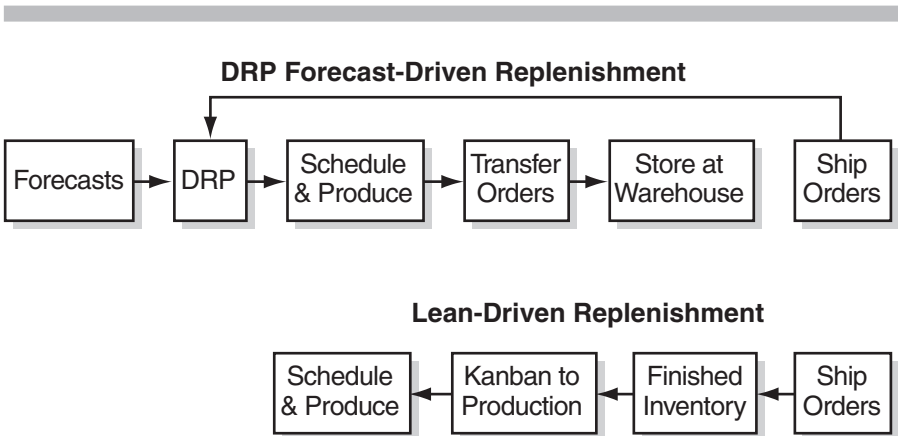 DRP Forecast-Driven Replenishment
Forecasts
DRP
Schedule
& Produce
Transfer
Orders
Store at
Warehouse
Ship
Orders
Lean-Driven Replenishment
Schedule
& Produce
Kanban to
Production
Finished
Inventory
Ship
Orders